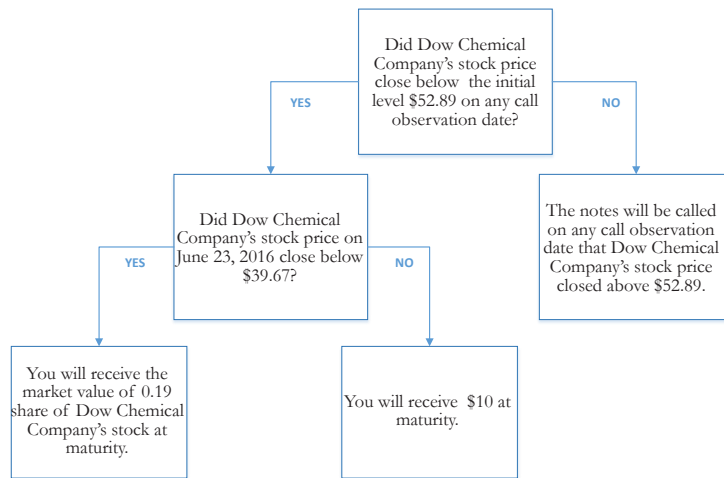 Did Dow Chemical
Company's stock price
close below the initial
level $52.89 on any call
observation date?
YES
NO
Did Dow Chemical
Company's stock price on
June 23, 2016 close below
$39.67?
The notes will be called
on any call observation
date that Dow Chemical
Company's stock price
closed above $52.89.
YES
NO
You will receive the
market value of 0.19
share of Dow Chemical
Company's stock at
maturity.
You will receive $10 at
maturity.